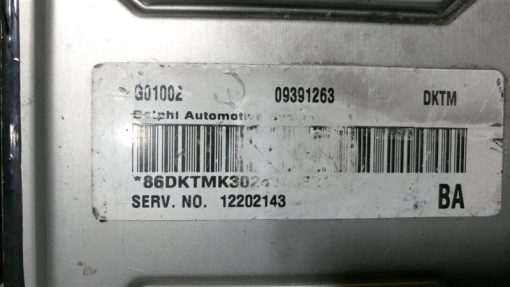 G01002 09391263 DKTM
Delphi Automotive
*86DKTMK302
SERV. NO. 12202143 BA